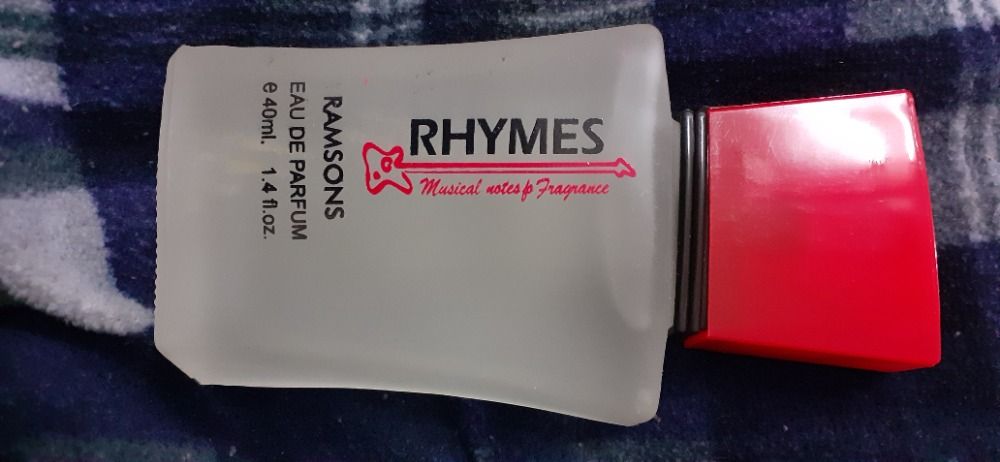 RHYMES
Musical notes & Fragrance
RAMSONS
EAU DE PARFUM
e 40ml. 1.4 fl.oz.